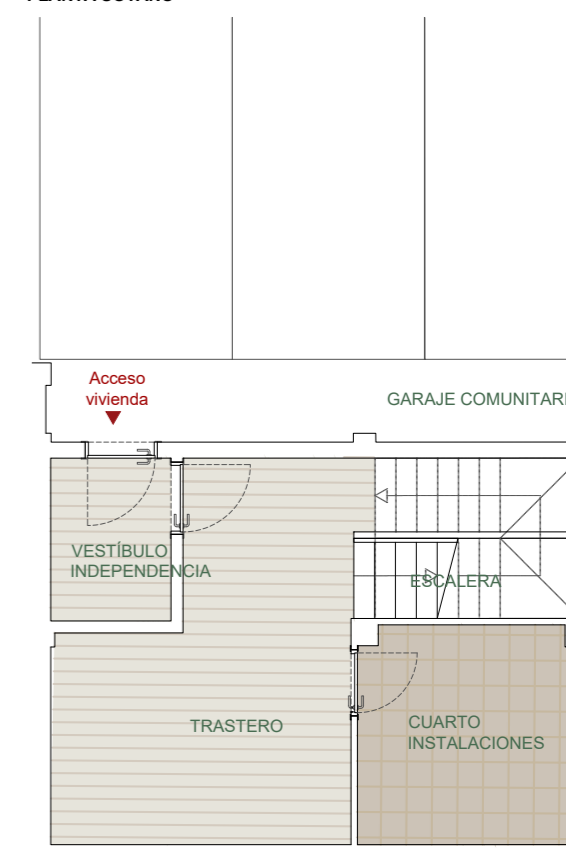 Acceso
vivienda
GARAJE COMUNITARI
VESTÍBULO
INDEPENDENCIA
ESCALERA
TRASTERO
CUARTO
INSTALACIONES